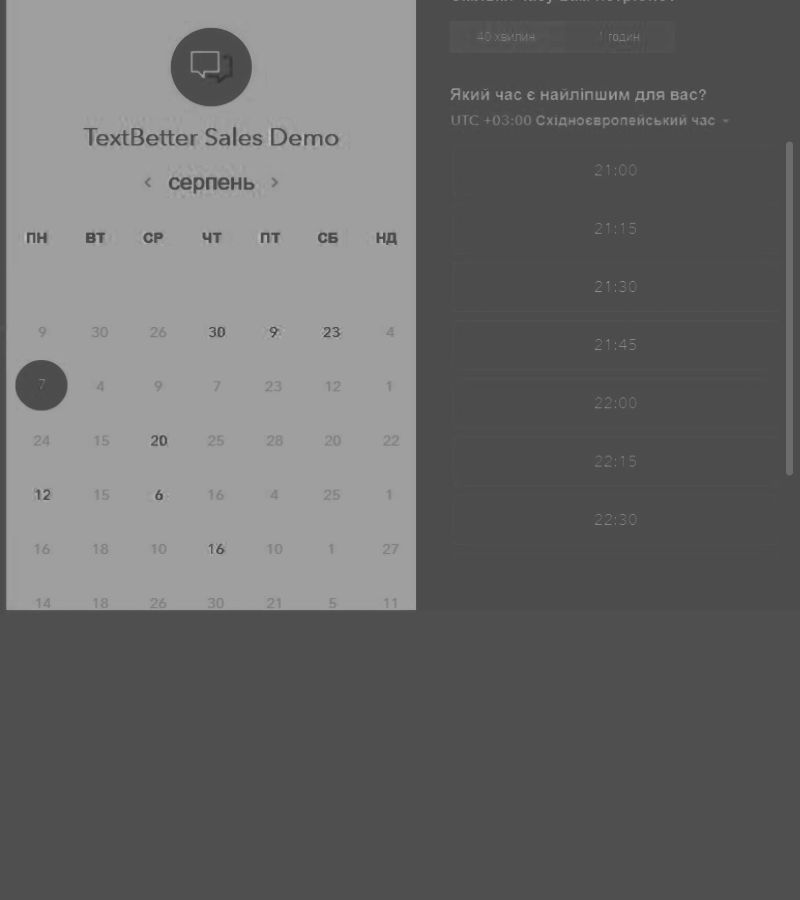 TextBetter Sales Demo
‹ серпень ›
ПН ВТ СР ЧТ ПТ СБ НД
9 30 26 30 9 23 4
7 4 9 7 23 12 1
24 15 20 25 28 20 22
12 15 6 16 4 25 1
16 18 10 16 10 1 27
14 18 26 30 21 5 11
40 хвилин 1 годин
Який час є найліпшим для вас?
UTC +03:00 Східноєвропейський час
21:00
21:15
21:30
21:45
22:00
22:15
22:30